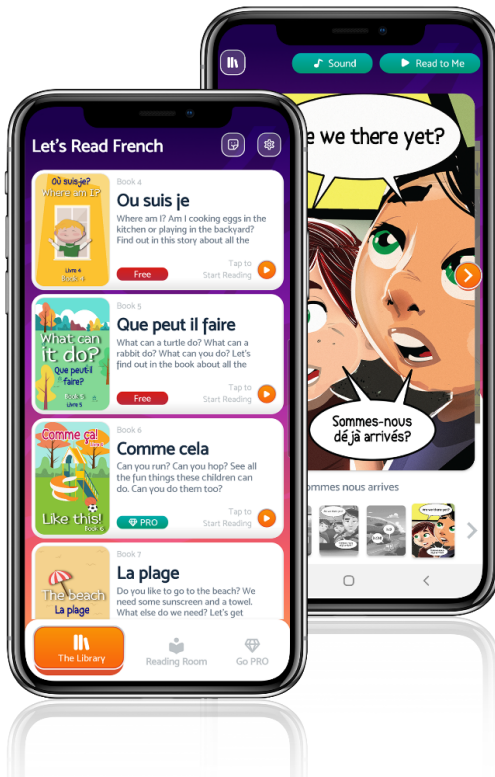 Let's Read French
Où suis-je?
Where am I?
Livre 4
Book 4
Book 4
Ou suis je
Where am I? Am I cooking eggs in the
kitchen or playing in the backyard?
Find out in this story about all the
Free
Tap to
Start Reading
What can
it do?
Que peut-il
faire?
Book 5
Livre 5
Book 5
Que peut il faire
What can a turtle do? What can a
rabbit do? What can you do? Let's
find out in the book about all the
Free
Tap to
Start Reading
Comme ça!
Like this!
Book 6
Book 6
Comme cela
Can you run? Can you hop? See all
the fun things these children can
do. Can you do them too?
PRO
Tap to
Start Reading
The beach
La plage
Book 7
La plage
Do you like to go to the beach? We
need some sunscreen and a towel.
What else do we need? Let's get
The Library
Reading Room
Go PRO
Sound
Read to Me
e we there yet?
Sommes-nous
déjà arrivés?
ommes nous arrives